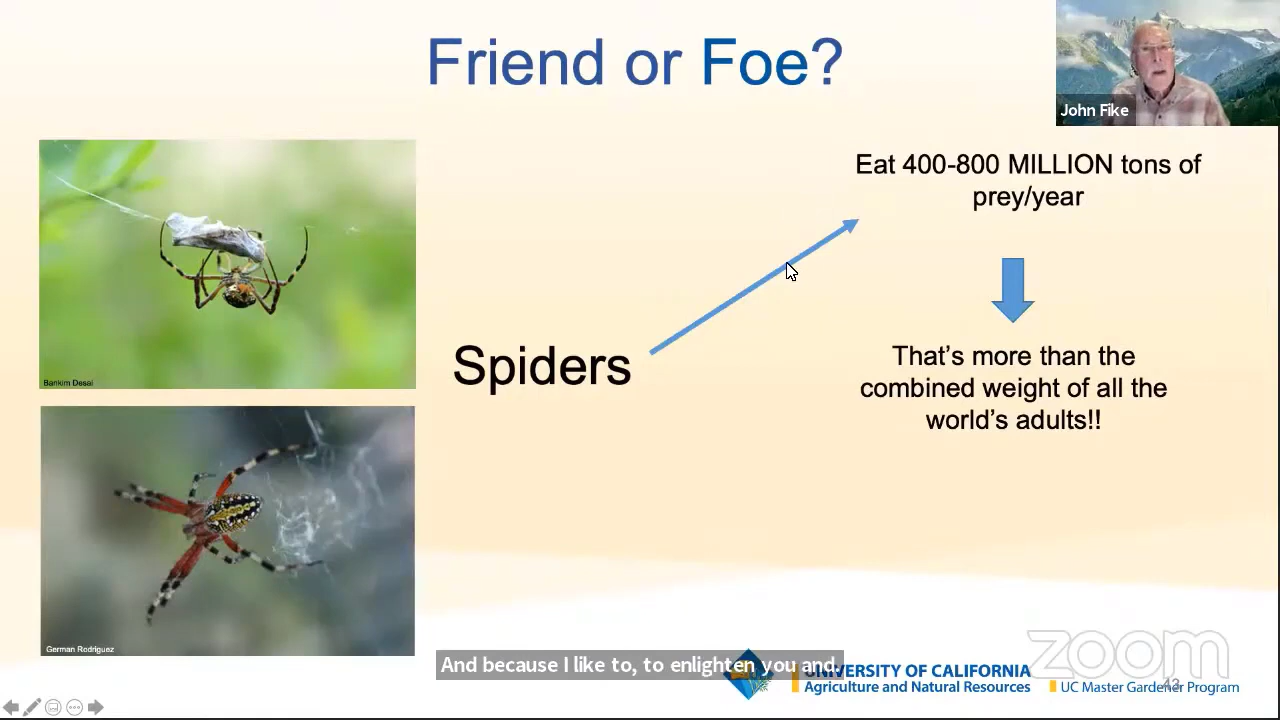 Friend or Foe?
John Fike
Eat 400-800 MILLION tons of
prey/year
Spiders
That's more than the
combined weight of all the
world's adults!!
Bankim Desai
German Rodriguez
And because I like to, to enlighten you and.
UNIVERSITY OF CALIFORNIA
Agriculture and Natural Resources
UC Master Gardener Program
43
zoom